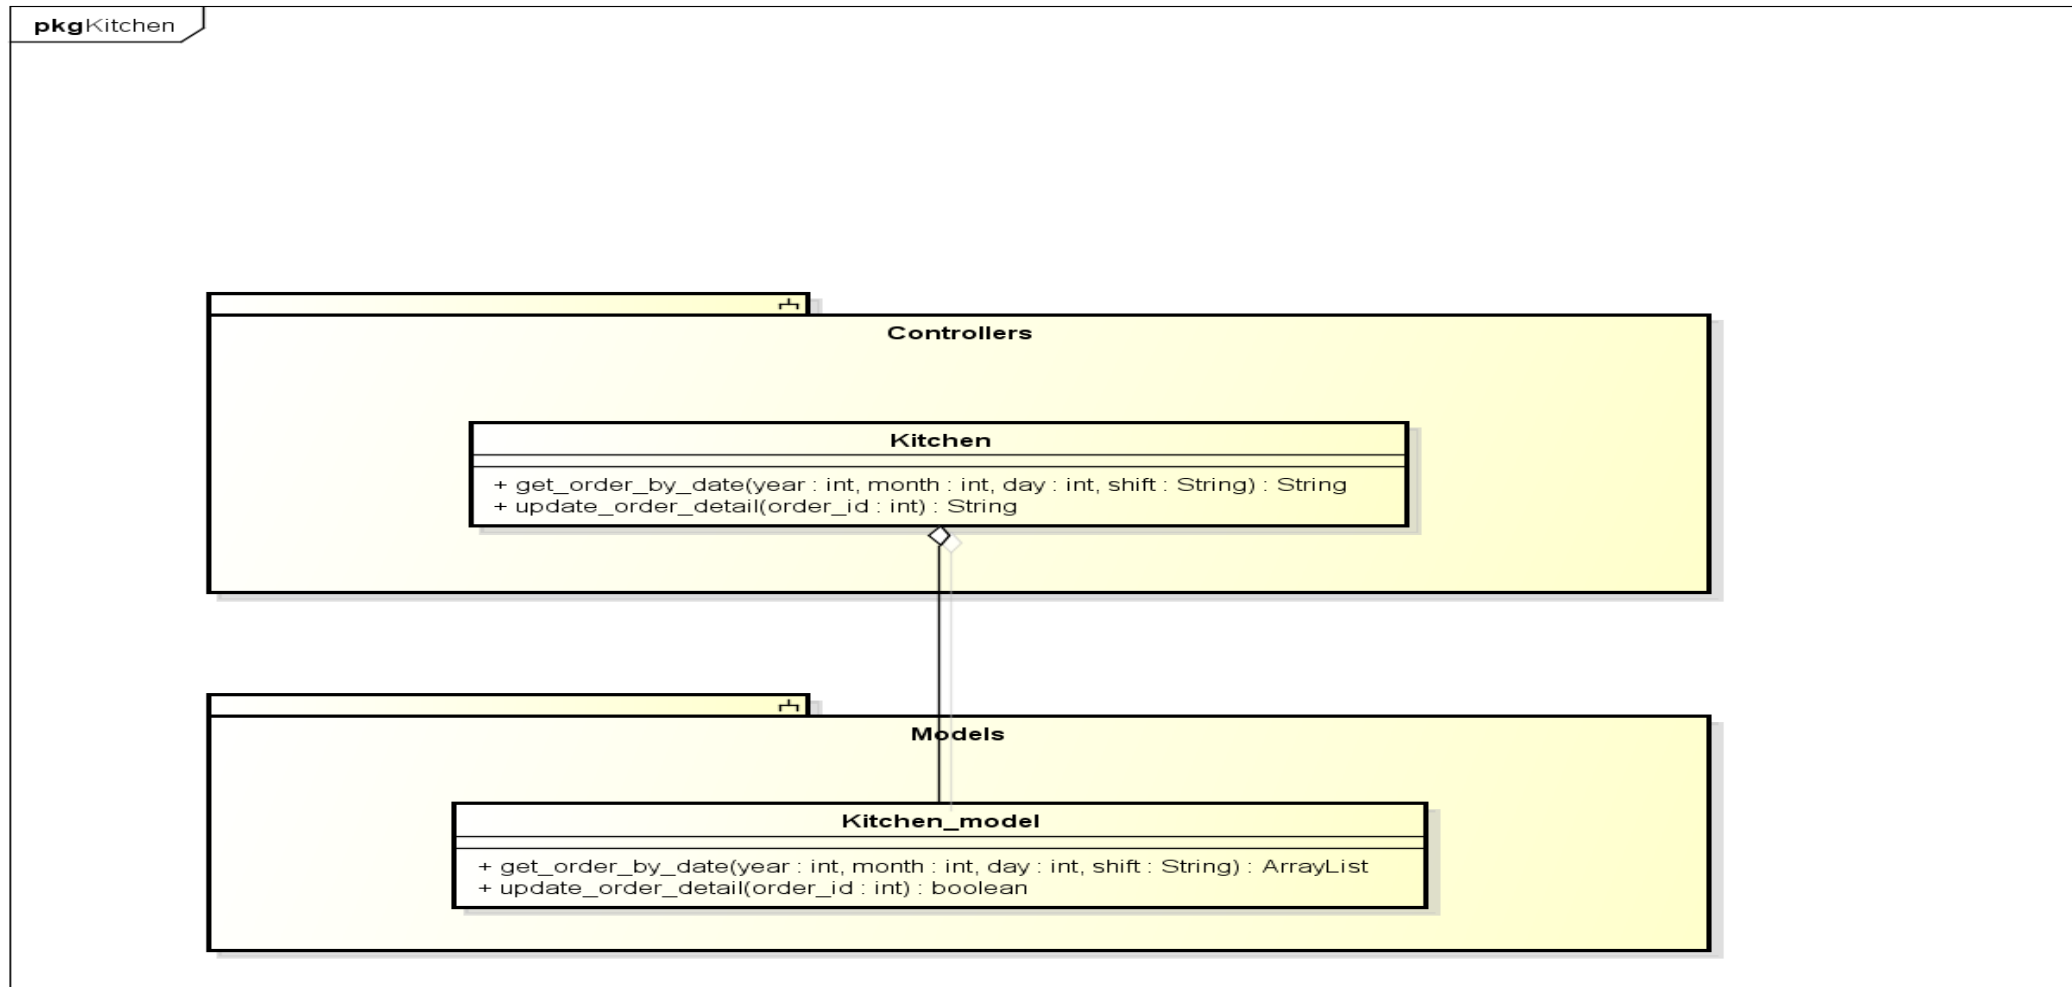 pkgKitchen
Controllers
Kitchen
+ get_order_by_date(year : int, month : int, day : int, shift : String) : String
+ update_order_detail(order_id : int) : String
Models
Kitchen_model
+ get_order_by_date(year : int, month : int, day : int, shift : String) : ArrayList
+ update_order_detail(order_id : int) : boolean